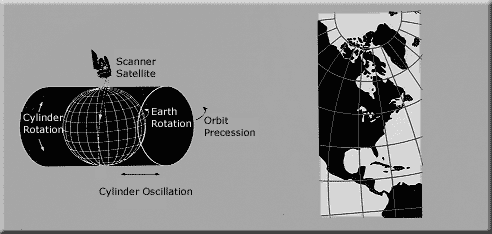 Scanner
Satellite
Cylinder
Rotation
Earth
Rotation
Orbit
Precession
Cylinder Oscillation